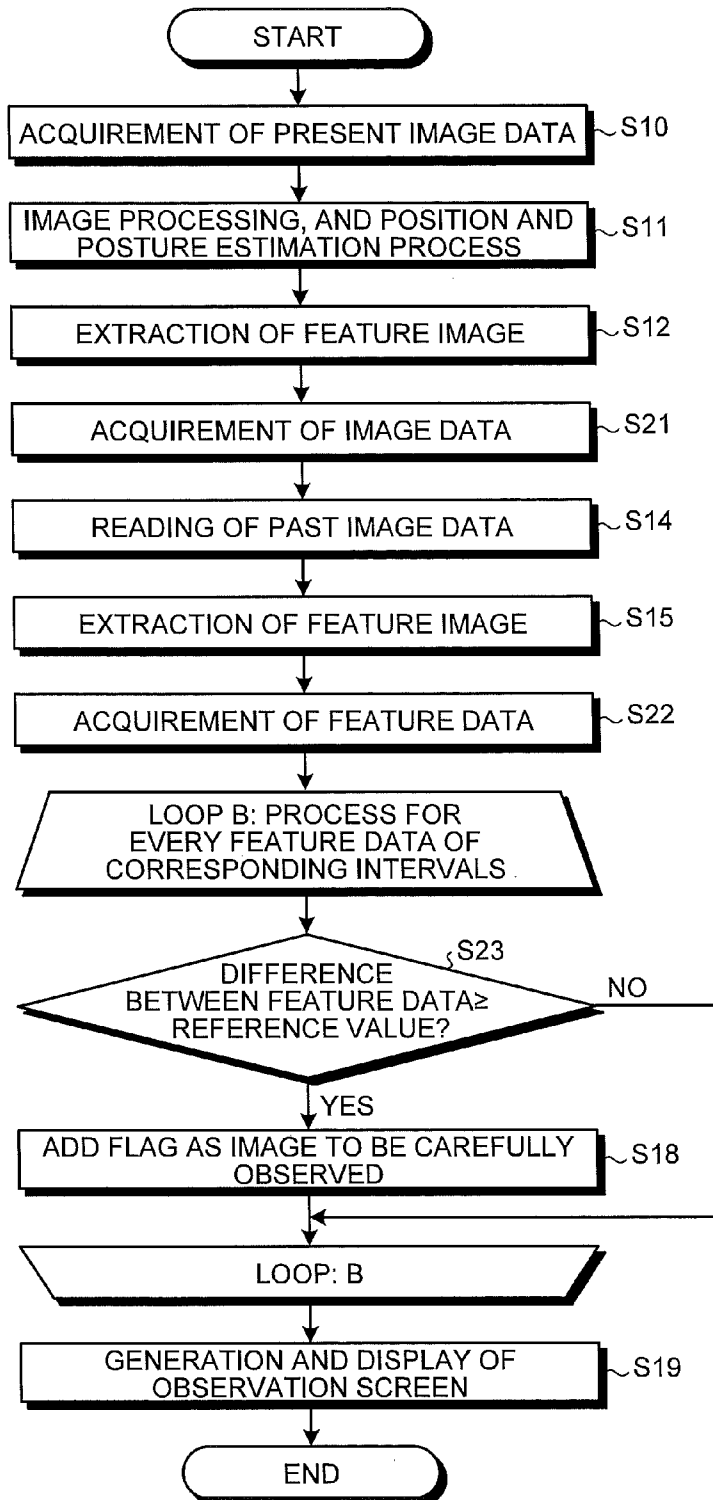 START
ACQUIREMENT OF PRESENT IMAGE DATA
S10
IMAGE PROCESSING, AND POSITION AND
POSTURE ESTIMATION PROCESS
S11
EXTRACTION OF FEATURE IMAGE
S12
ACQUIREMENT OF IMAGE DATA
S21
READING OF PAST IMAGE DATA
S14
EXTRACTION OF FEATURE IMAGE
S15
ACQUIREMENT OF FEATURE DATA
S22
LOOP B: PROCESS FOR
EVERY FEATURE DATA OF
CORRESPONDING INTERVALS
S23
DIFFERENCE
BETWEEN FEATURE DATA≥
REFERENCE VALUE?
NO
YES
ADD FLAG AS IMAGE TO BE CAREFULLY
OBSERVED
S18
LOOP: B
GENERATION AND DISPLAY OF
OBSERVATION SCREEN
S19
END